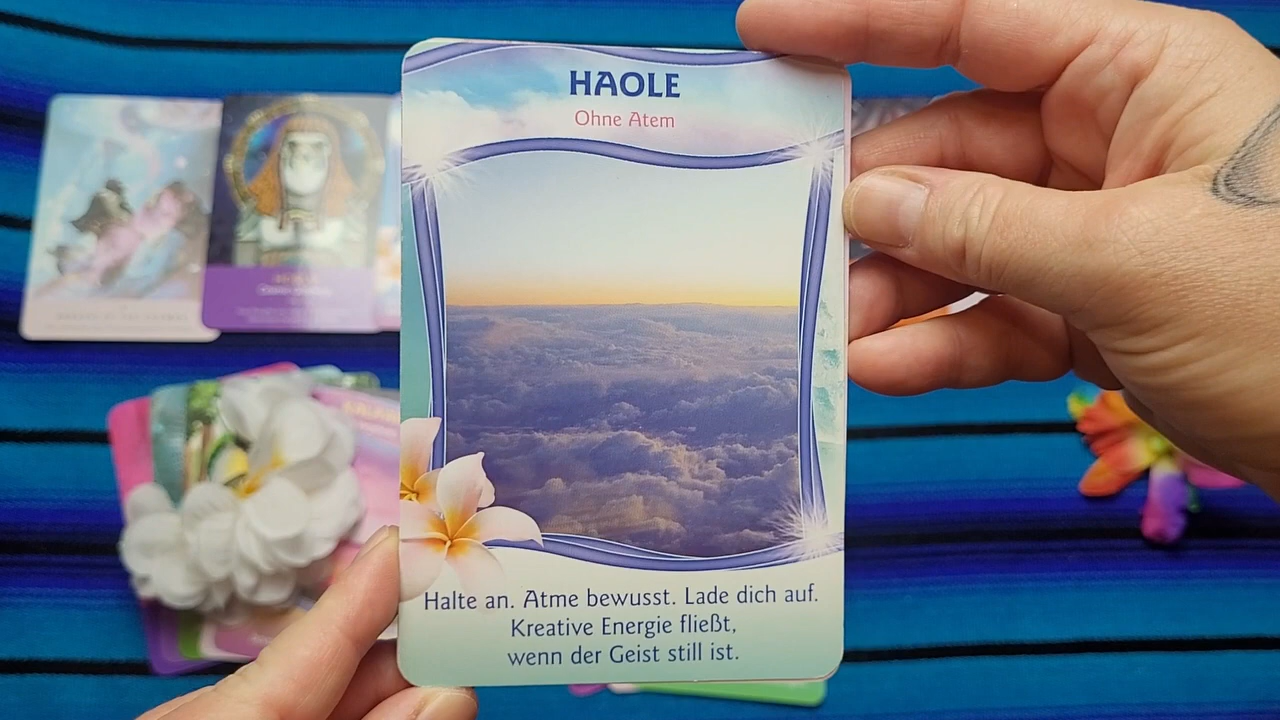 HAOLE
Ohne Atem
Halte an. Atme bewusst. Lade dich auf.
Kreative Energie fließt,
wenn der Geist still ist.